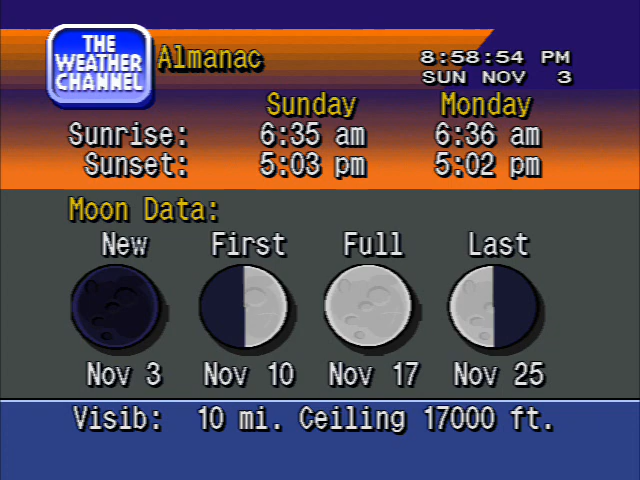 THE
WEATHER
CHANNEL
Almanac
8:58:54 PM
SUN NOV 3
Sunday Monday
Sunrise: 6:35 am 6:36 am
Sunset: 5:03 pm 5:02 pm
Moon Data:
New First Full Last
Nov 3 Nov 10 Nov 17 Nov 25
Visib: 10 mi. Ceiling 17000 ft.